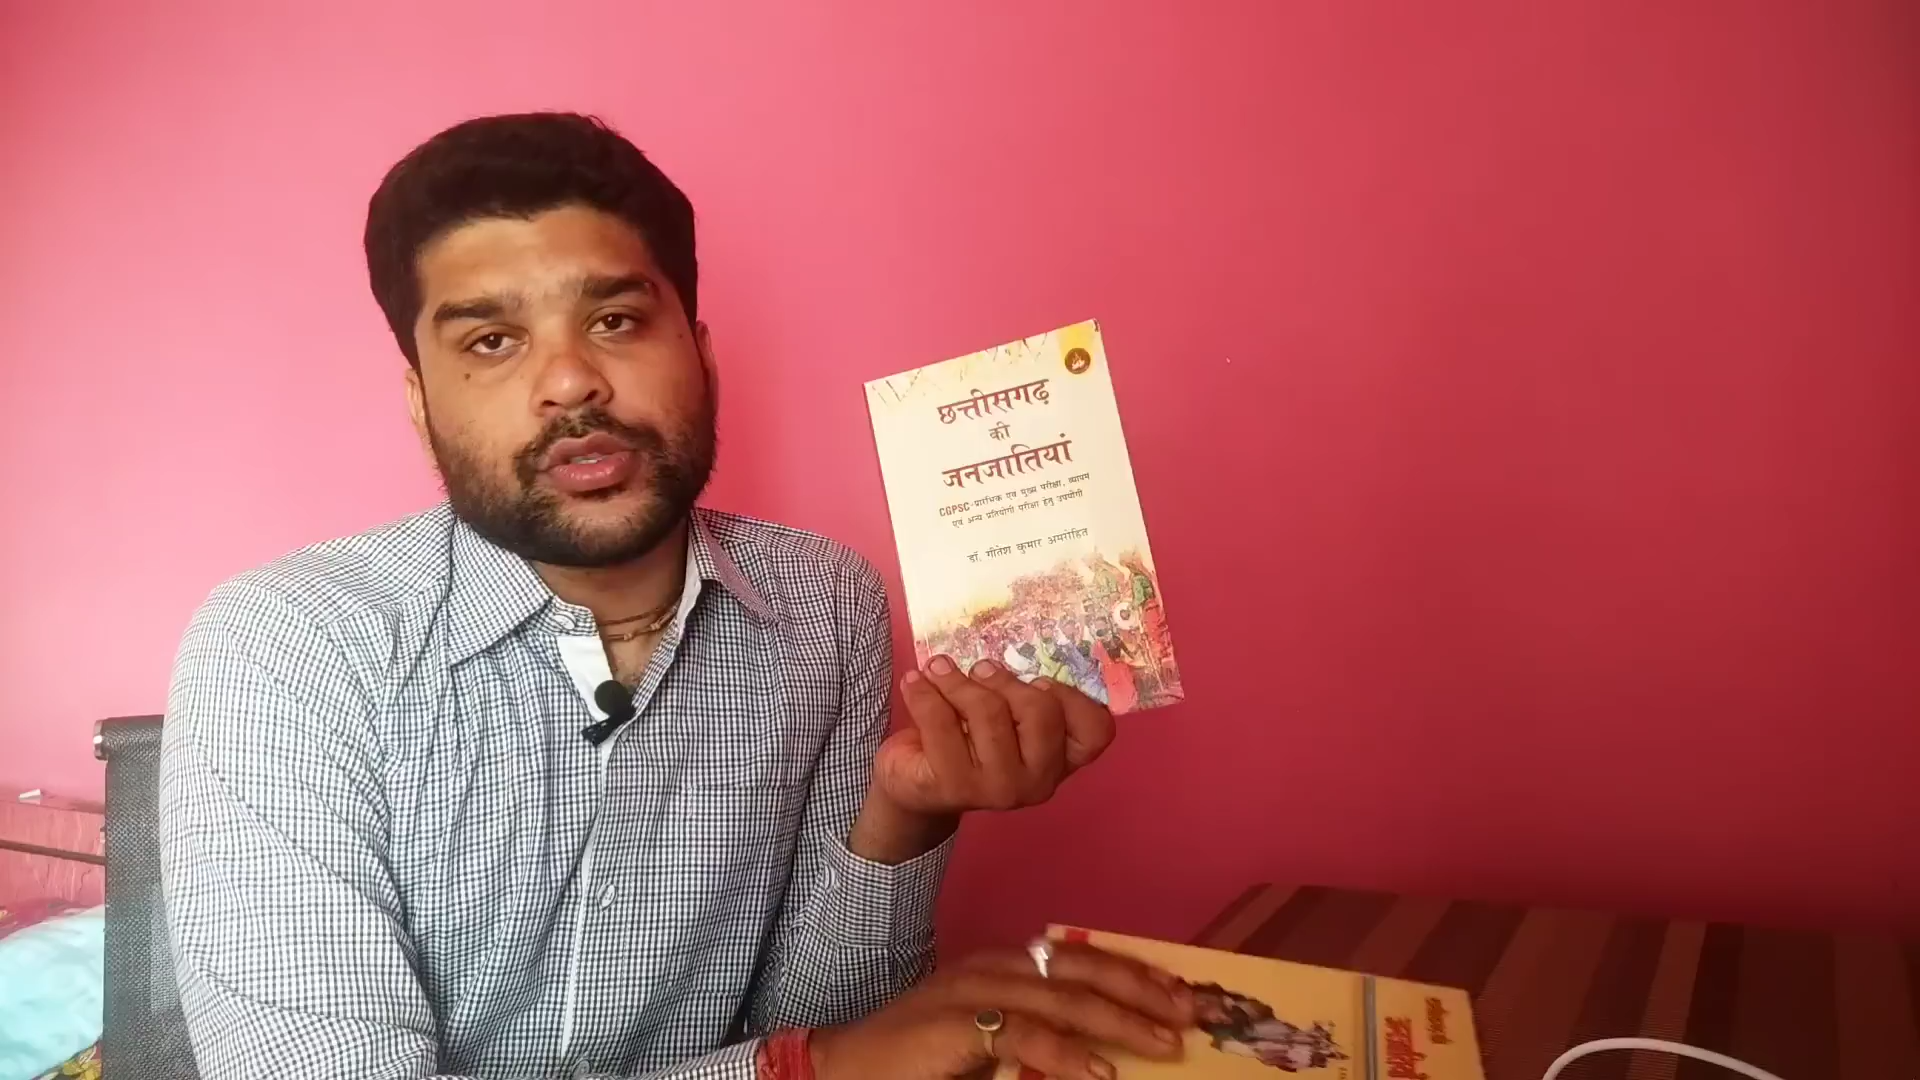 छत्तीसगढ़
की
जनजातियां
CGPSC-प्रारंभिक एवं मुख्य परीक्षा, व्यापम
एवं अन्य प्रतियोगी परीक्षा हेतु उपयोगी
डॉ. गीतेश कुमार अमरोहित